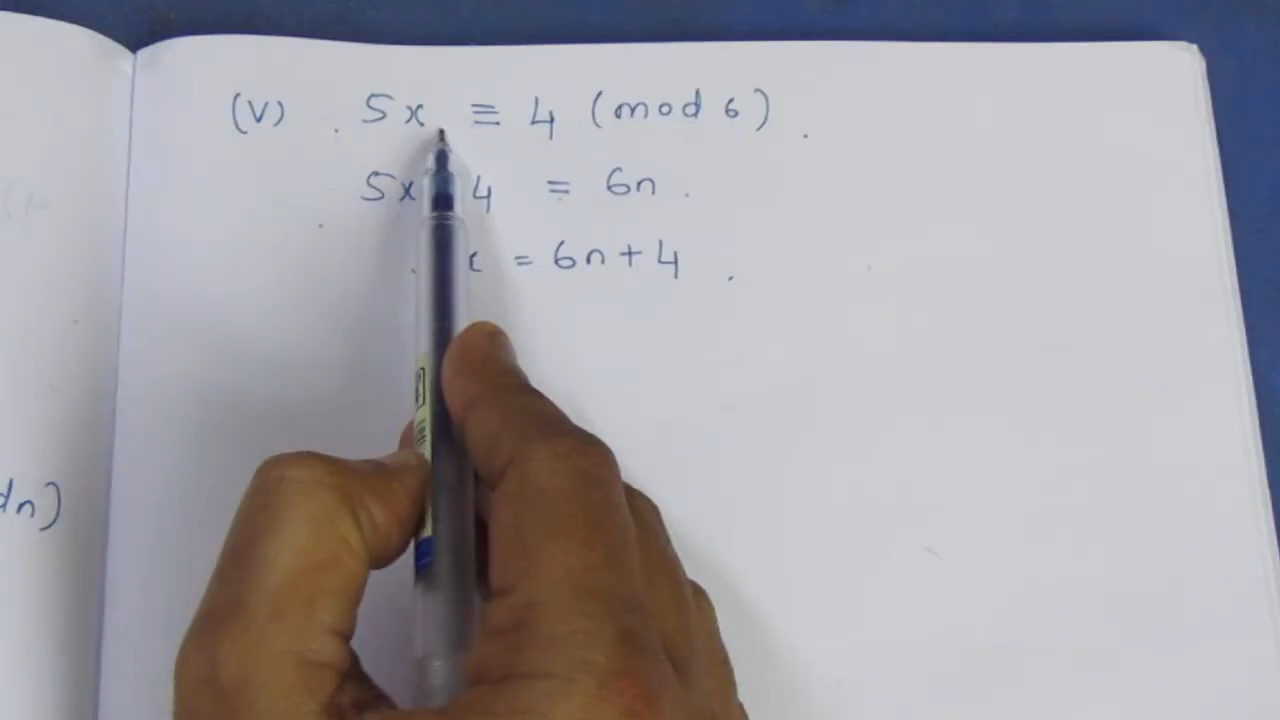 (V) 5x ≡ 4 (mod 6)
5x 4 = 6n
x = 6n+4
dn)